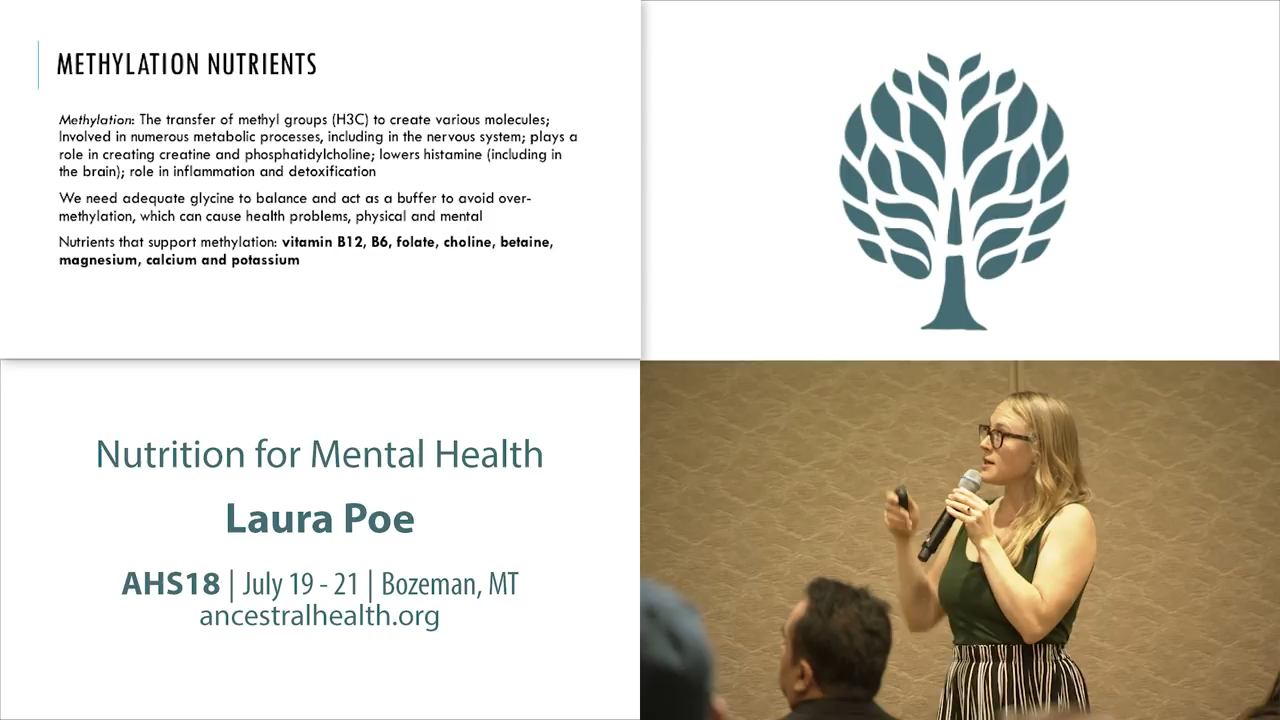 METHYLATION NUTRIENTS
Methylation: The transfer of methyl groups (H3C) to create various molecules;
Involved in numerous metabolic processes, including in the nervous system; plays a
role in creating creatine and phosphatidylcholine; lowers histamine (including in
the brain); role in inflammation and detoxification
We need adequate glycine to balance and act as a buffer to avoid over-
methylation, which can cause health problems, physical and mental
Nutrients that support methylation: vitamin B12, B6, folate, choline, betaine,
magnesium, calcium and potassium
Nutrition for Mental Health
Laura Poe
AHS18 | July 19 - 21 | Bozeman, MT
ancestralhealth.org